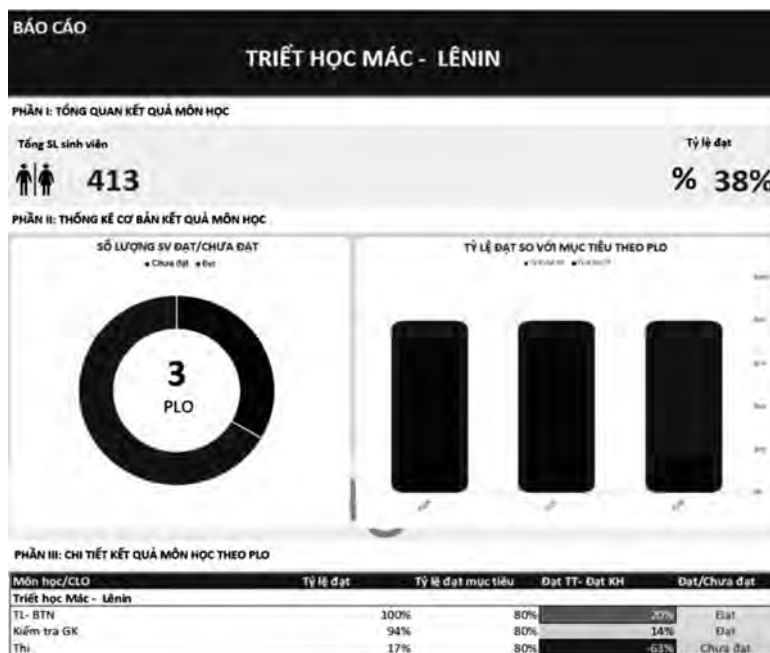 BÁO CÁO
TRIẾT HỌC MÁC - LÊNIN
PHẦN I: TỔNG QUAN KẾT QUẢ MÔN HỌC
Tổng SL sinh viên
Tỷ lệ đạt
413
% 38%
PHẦN II: THỐNG KÊ CƠ BẢN KẾT QUẢ MÔN HỌC
SỐ LƯỢNG SV ĐẠT/CHƯA ĐẠT
Chưa đạt Đạt
3
PLO
TỶ LỆ ĐẠT SO VỚI MỤC TIÊU THEO PLO
PHẦN III: CHI TIẾT KẾT QUẢ MÔN HỌC THEO PLO
Môn học/CLO Tỷ lệ đạt Tỷ lệ đạt mục tiêu Đạt TT- Đạt KH Đạt/Chưa đạt
Triết học Mác - Lênin
TL- BTN 100% 80% 20% Đạt
Kiểm tra GK 94% 80% 14% Đạt
Thi 17% 80% -63% Chưa đạt